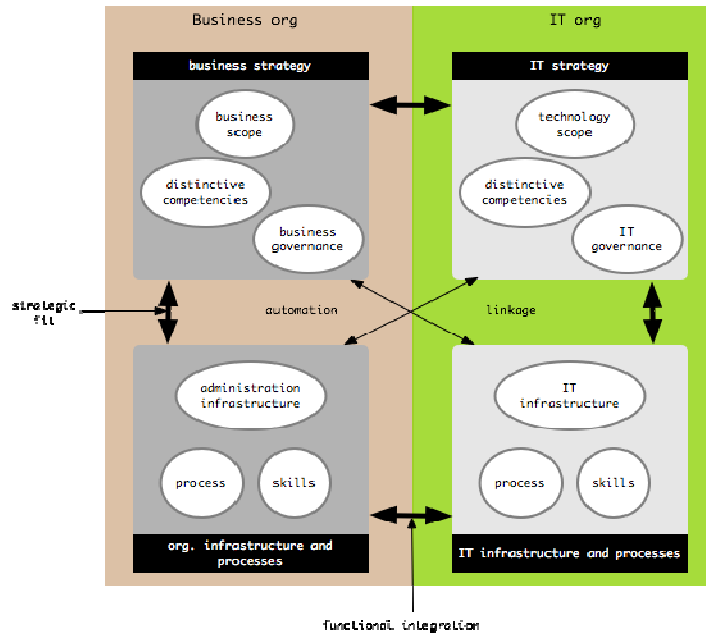 Business org
IT org
business strategy
IT strategy
business
scope
technology
scope
distinctive
competencies
distinctive
competencies
business
governance
IT
governance
strategic
fit
automation
linkage
administration
infrastructure
IT
infrastructure
process
skills
process
skills
org. infrastructure and
processes
IT infrastructure and processes
functional integration